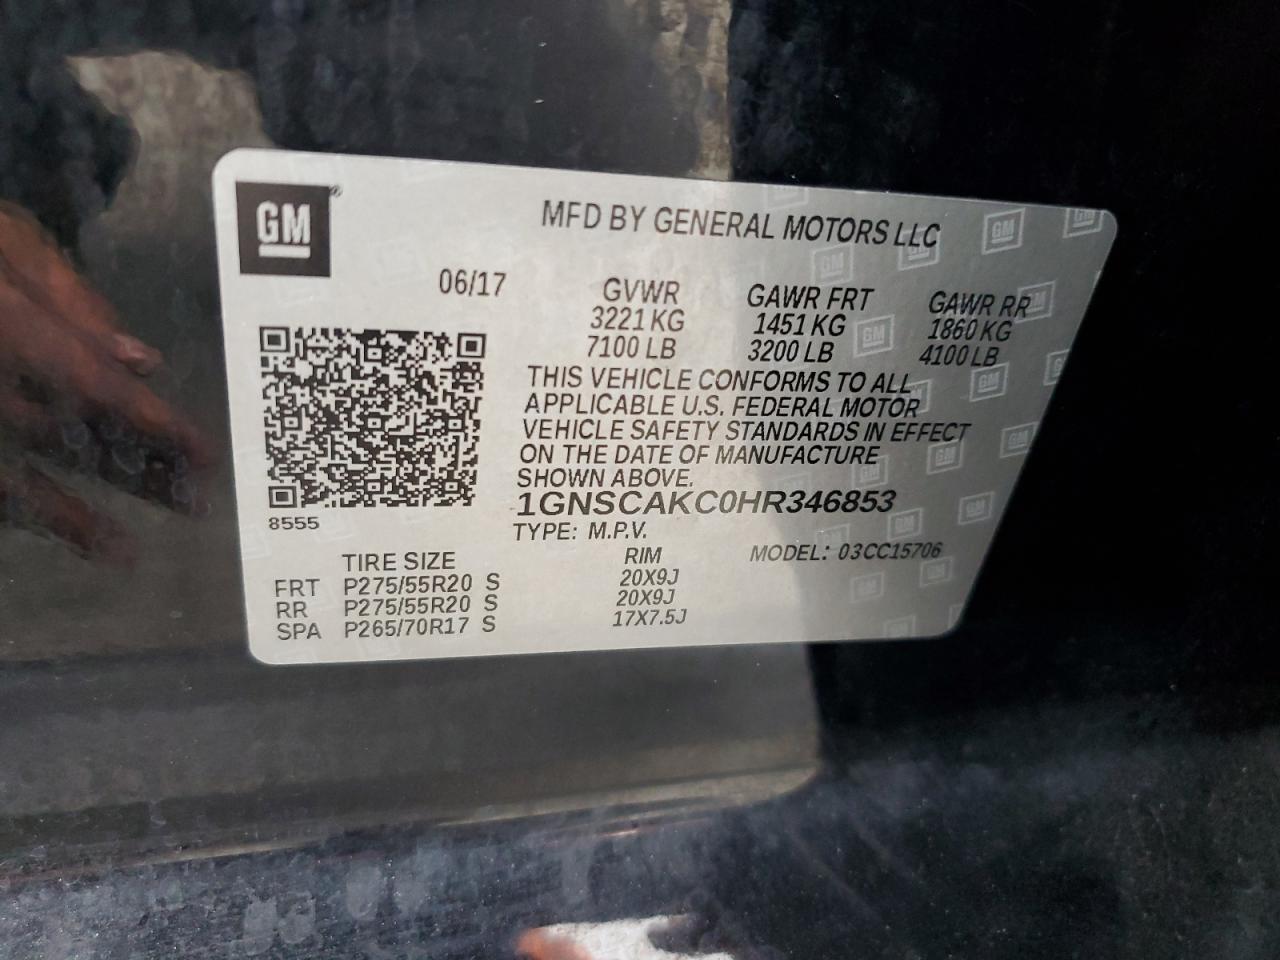 GM
MFD BY GENERAL MOTORS LLC
06/17 GVWR GAWR FRT GAWR RR
3221 KG 1451 KG 1860 KG
7100 LB 3200 LB 4100 LB
THIS VEHICLE CONFORMS TO ALL
APPLICABLE U.S. FEDERAL MOTOR
VEHICLE SAFETY STANDARDS IN EFFECT
ON THE DATE OF MANUFACTURE
SHOWN ABOVE.
1GNSCAKC0HR346853
8555
TYPE: M.P.V. MODEL: 03CC15706
TIRE SIZE RIM
FRT P275/55R20 S 20X9J
RR P275/55R20 S 20X9J
SPA P265/70R17 S 17X7.5J